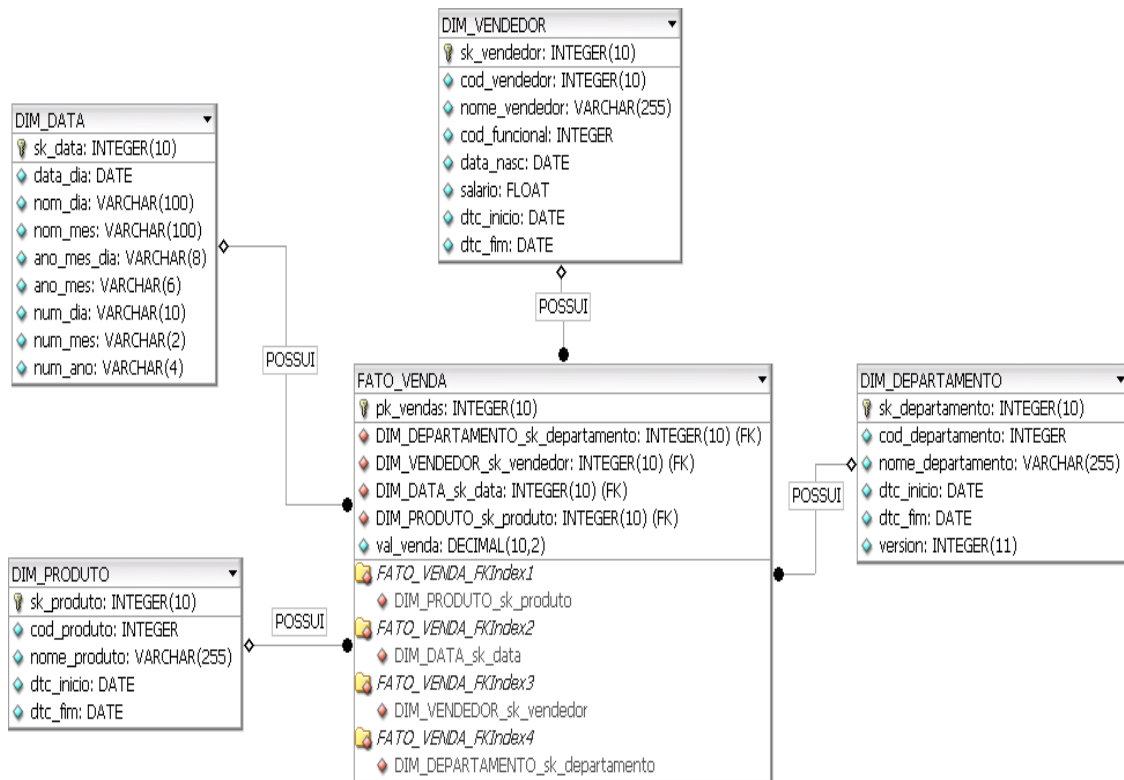 DIM_VENDEDOR
sk_vendedor: INTEGER(10)
cod_vendedor: INTEGER(10)
nome_vendedor: VARCHAR(255)
cod_funcional: INTEGER
data_nasc: DATE
salario: FLOAT
dtc_inicio: DATE
dtc_fim: DATE
DIM_DATA
sk_data: INTEGER(10)
data_dia: DATE
nom_dia: VARCHAR(100)
nom_mes: VARCHAR(100)
ano_mes_dia: VARCHAR(8)
ano_mes: VARCHAR(6)
num_dia: VARCHAR(10)
num_mes: VARCHAR(2)
num_ano: VARCHAR(4)
POSSUI
POSSUI
FATO_VENDA
pk_vendas: INTEGER(10)
DIM_DEPARTAMENTO_sk_departamento: INTEGER(10) (FK)
DIM_VENDEDOR_sk_vendedor: INTEGER(10) (FK)
DIM_DATA_sk_data: INTEGER(10) (FK)
DIM_PRODUTO_sk_produto: INTEGER(10) (FK)
val_venda: DECIMAL(10,2)
FATO_VENDA_FKIndex1
DIM_PRODUTO_sk_produto
FATO_VENDA_FKIndex2
DIM_DATA_sk_data
FATO_VENDA_FKIndex3
DIM_VENDEDOR_sk_vendedor
FATO_VENDA_FKIndex4
DIM_DEPARTAMENTO_sk_departamento
DIM_DEPARTAMENTO
sk_departamento: INTEGER(10)
cod_departamento: INTEGER
nome_departamento: VARCHAR(255)
dtc_inicio: DATE
dtc_fim: DATE
version: INTEGER(11)
POSSUI
DIM_PRODUTO
sk_produto: INTEGER(10)
cod_produto: INTEGER
nome_produto: VARCHAR(255)
dtc_inicio: DATE
dtc_fim: DATE
POSSUI